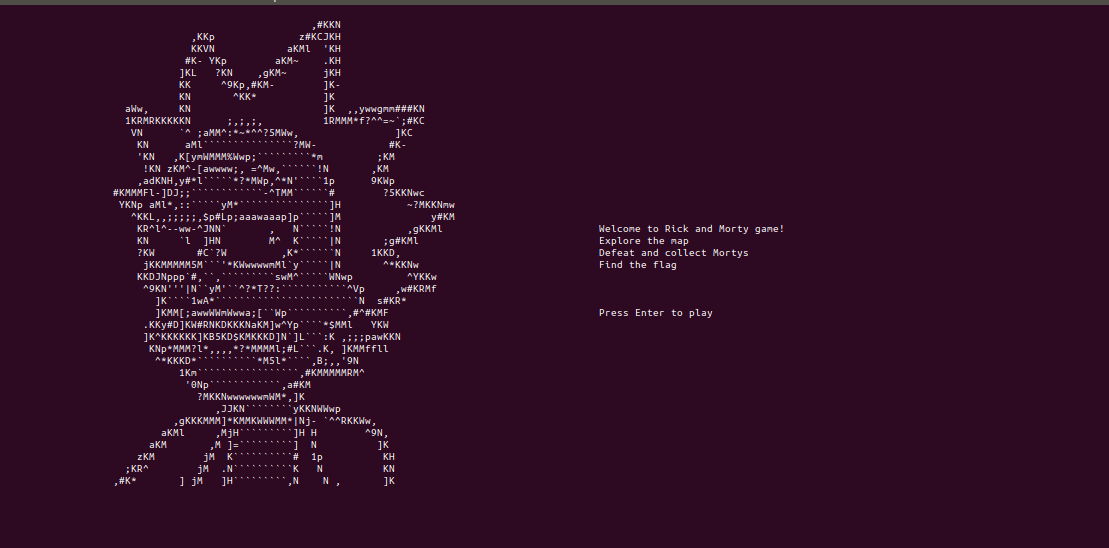 Welcome to Rick and Morty game!
Explore the map
Defeat and collect Mortys
Find the flag
Press Enter to play